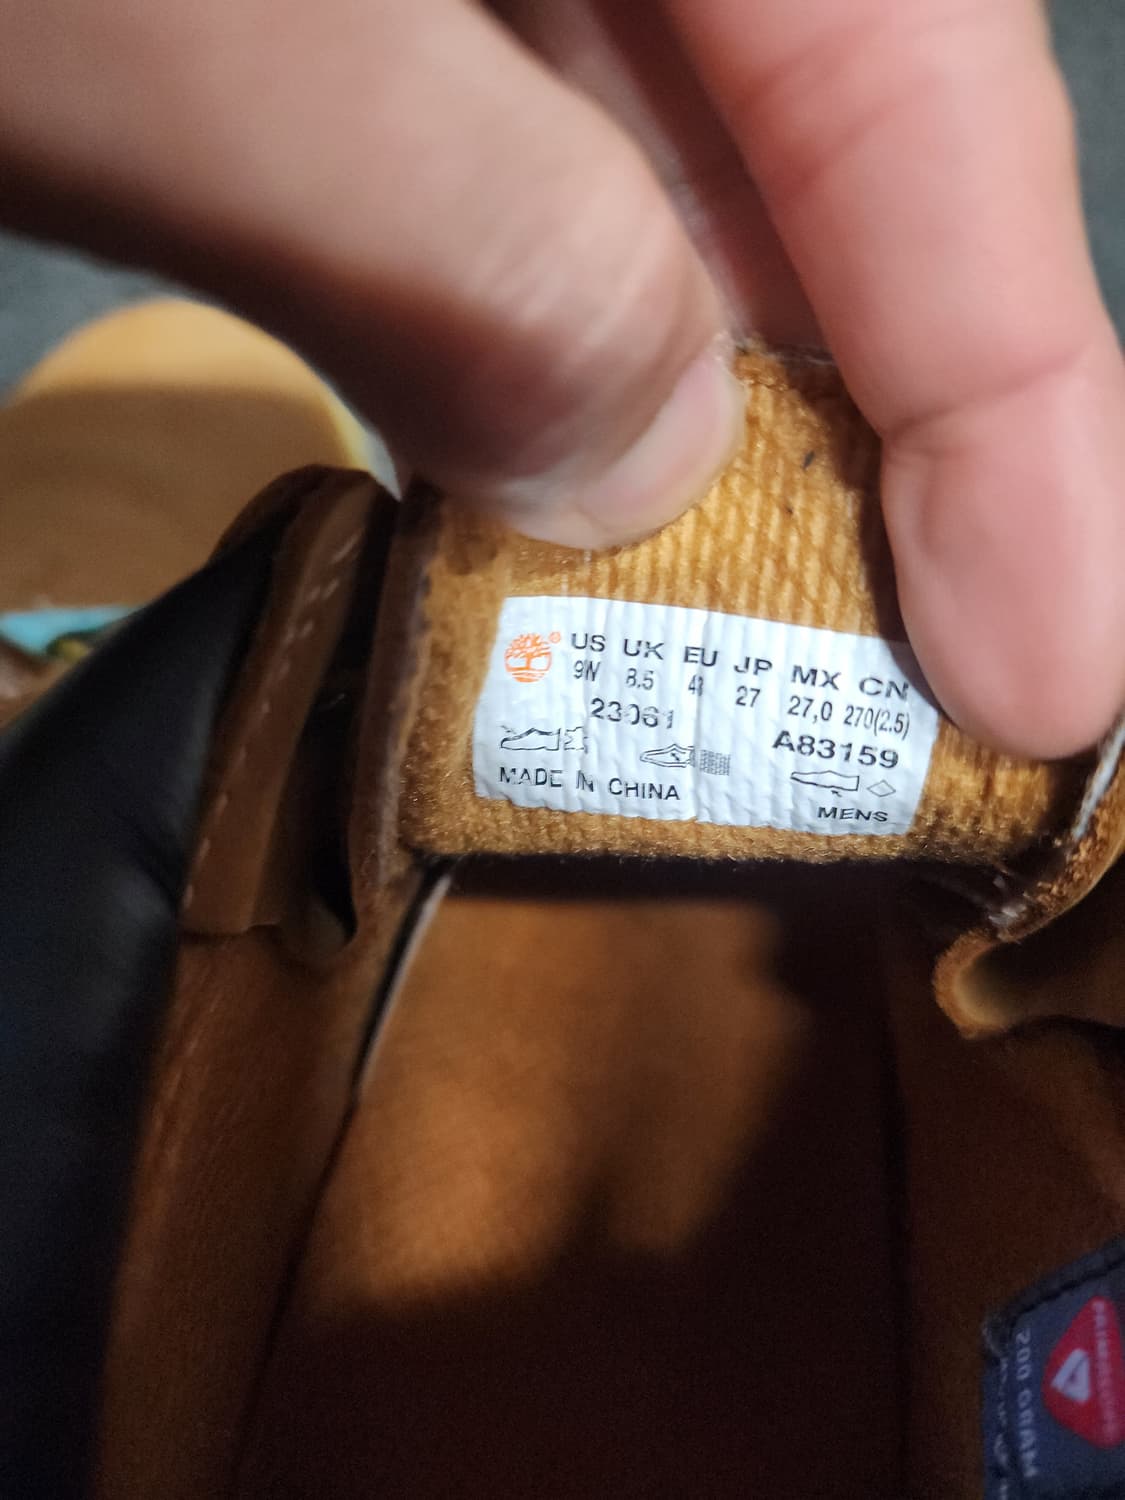 ® US UK EU JP MX CN
9W 8.5 43 27 27,0 270(2.5)
23061 A83159
MADE IN CHINA
MENS
200 GRAM